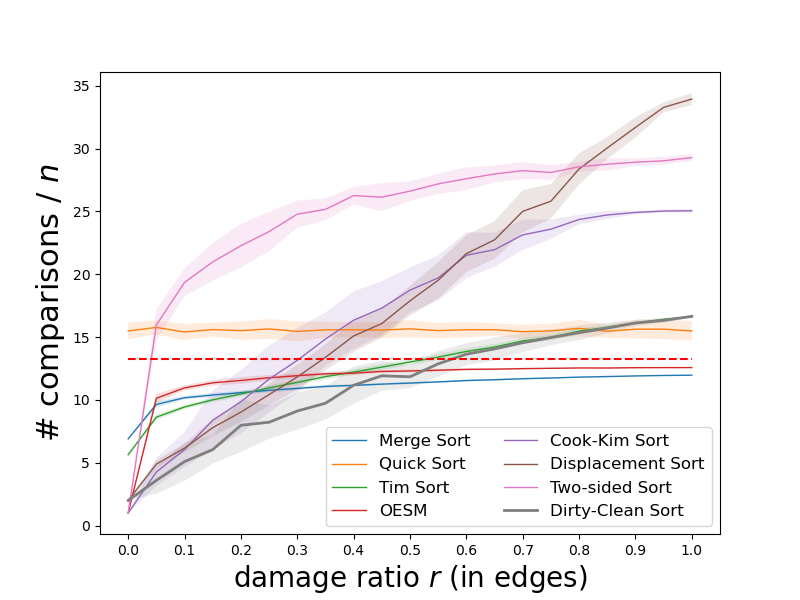 # comparisons / n
35
30
25
20
15
10
5
0
Merge Sort
Quick Sort
Tim Sort
OESM
Cook-Kim Sort
Displacement Sort
Two-sided Sort
Dirty-Clean Sort
0.0 0.1 0.2 0.3 0.4 0.5 0.6 0.7 0.8 0.9 1.0
damage ratio r (in edges)